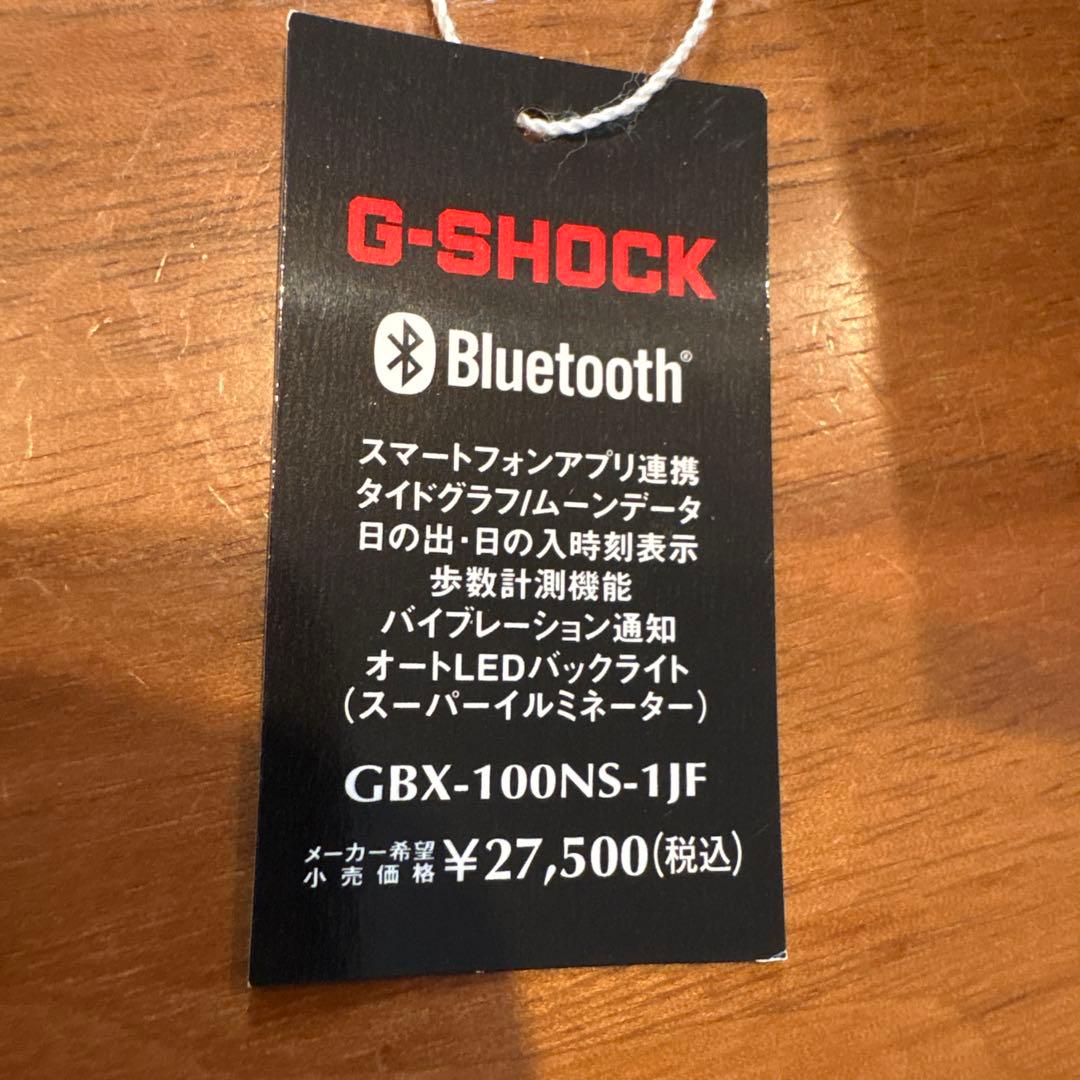 G-SHOCK
Bluetooth®
スマートフォンアプリ連携
タイドグラフ/ムーンデータ
日の出・日の入時刻表示
歩数計測機能
バイブレーション通知
オートLEDバックライト
(スーパーイルミネーター)
GBX-100NS-1JF
メーカー希望小売価格 ¥27,500(税込)